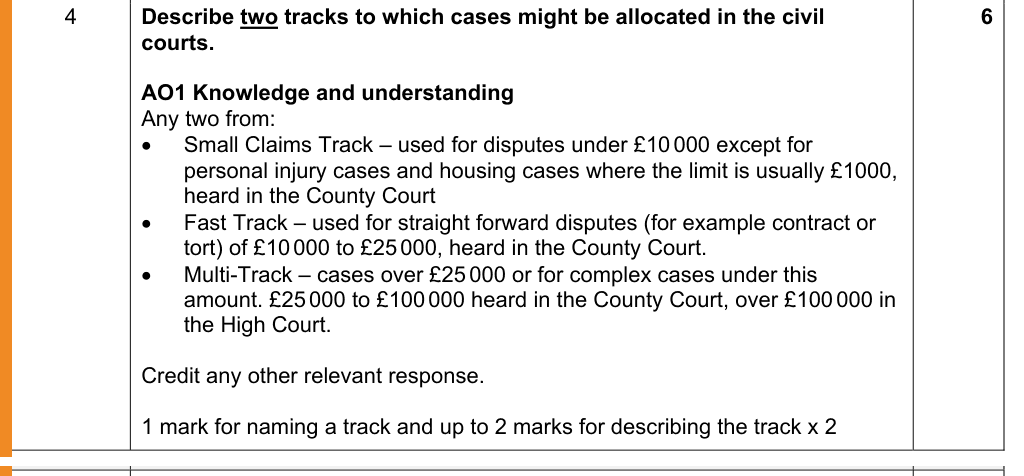 4 Describe two tracks to which cases might be allocated in the civil 6
courts.
AO1 Knowledge and understanding
Any two from:
• Small Claims Track – used for disputes under £10 000 except for
personal injury cases and housing cases where the limit is usually £1000,
heard in the County Court
• Fast Track – used for straight forward disputes (for example contract or
tort) of £10 000 to £25 000, heard in the County Court.
• Multi-Track – cases over £25 000 or for complex cases under this
amount. £25 000 to £100 000 heard in the County Court, over £100 000 in
the High Court.
Credit any other relevant response.
1 mark for naming a track and up to 2 marks for describing the track x 2